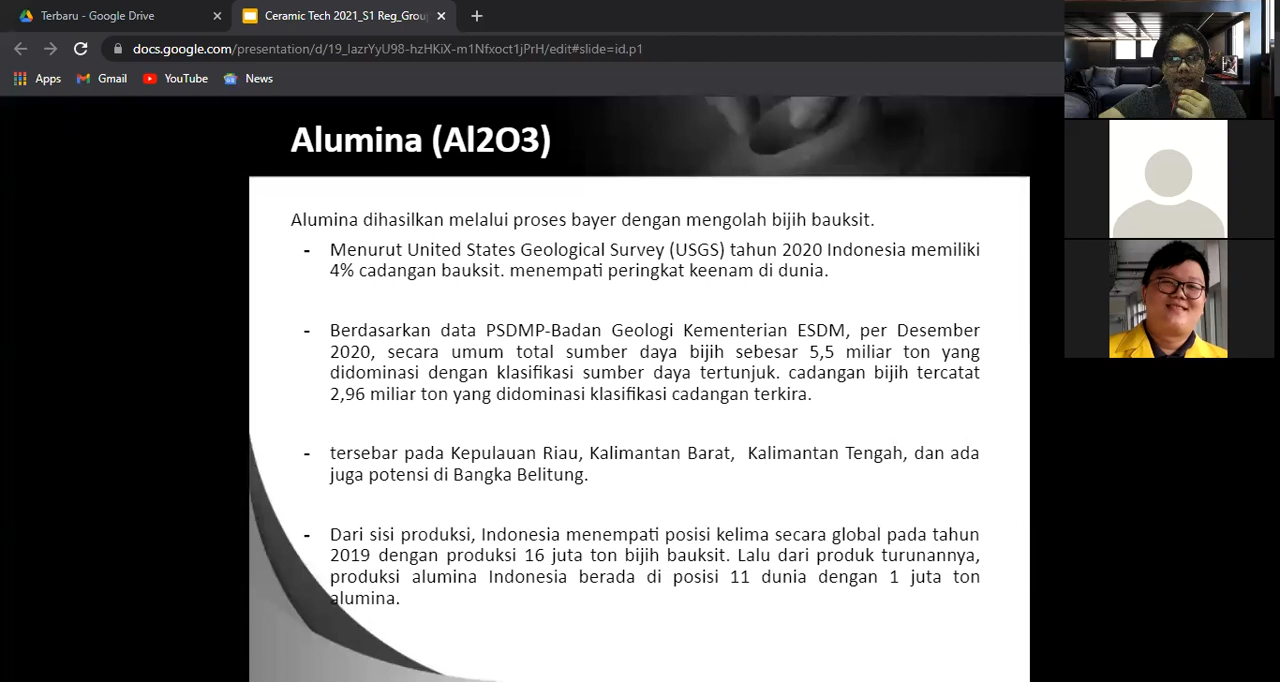 Terbaru - Google Drive
Ceramic Tech 2021_S1 Reg_Grou
docs.google.com/presentation/d/19_lazrYyU98-hzHKiX-m1Nfxoct1jPrH/edit#slide=id.p1
Apps Gmail YouTube News
Alumina (Al2O3)
Alumina dihasilkan melalui proses bayer dengan mengolah bijih bauksit.
- Menurut United States Geological Survey (USGS) tahun 2020 Indonesia memiliki
4% cadangan bauksit. menempati peringkat keenam di dunia.
- Berdasarkan data PSDMP-Badan Geologi Kementerian ESDM, per Desember
2020, secara umum total sumber daya bijih sebesar 5,5 miliar ton yang
didominasi dengan klasifikasi sumber daya tertunjuk. cadangan bijih tercatat
2,96 miliar ton yang didominasi klasifikasi cadangan terkira.
- tersebar pada Kepulauan Riau, Kalimantan Barat, Kalimantan Tengah, dan ada
juga potensi di Bangka Belitung.
- Dari sisi produksi, Indonesia menempati posisi kelima secara global pada tahun
2019 dengan produksi 16 juta ton bijih bauksit. Lalu dari produk turunannya,
produksi alumina Indonesia berada di posisi 11 dunia dengan 1 juta ton
alumina.